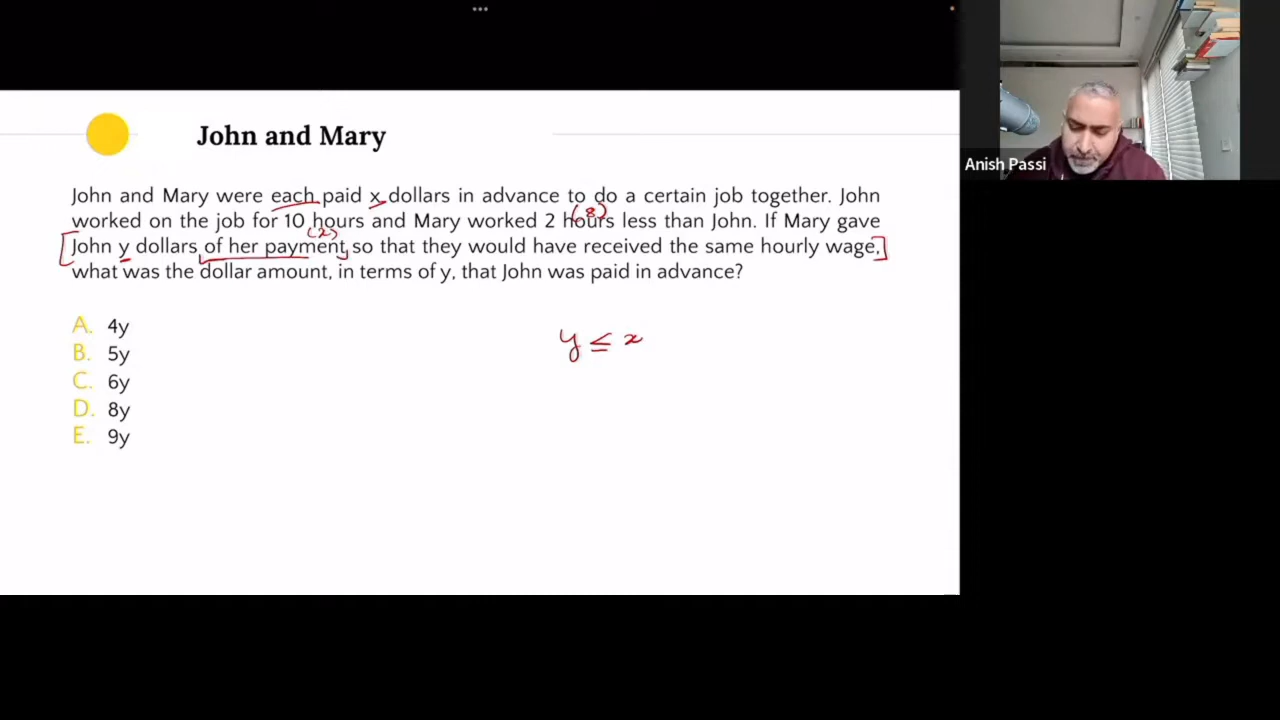 John and Mary
John and Mary were each paid x dollars in advance to do a certain job together. John
(8)
worked on the job for 10 hours and Mary worked 2 hours less than John. If Mary gave
(x)
John y dollars of her payment, so that they would have received the same hourly wage,
what was the dollar amount, in terms of y, that John was paid in advance?
A. 4y
B. 5y
C. 6y
D. 8y
E. 9y
y ≤ x
Anish Passi